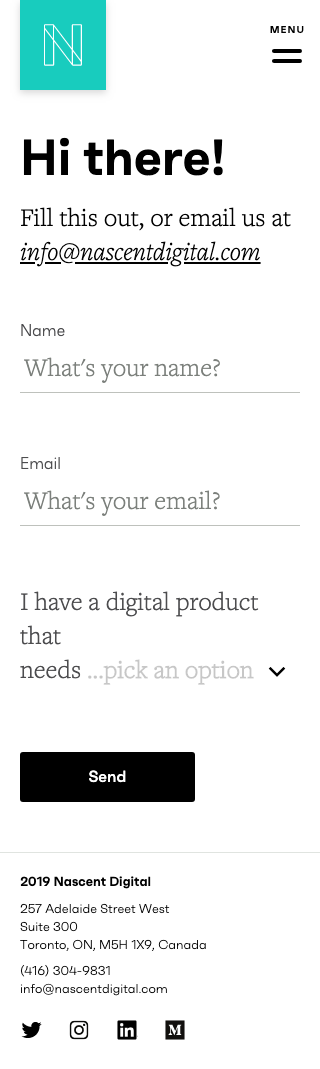 N
MENU
Hi there!
Fill this out, or email us at
info@nascentdigital.com
Name
What's your name?
Email
What's your email?
I have a digital product
that
needs ...pick an option
Send
2019 Nascent Digital
257 Adelaide Street West
Suite 300
Toronto, ON, M5H 1X9, Canada
(416) 304-9831
info@nascentdigital.com
in M